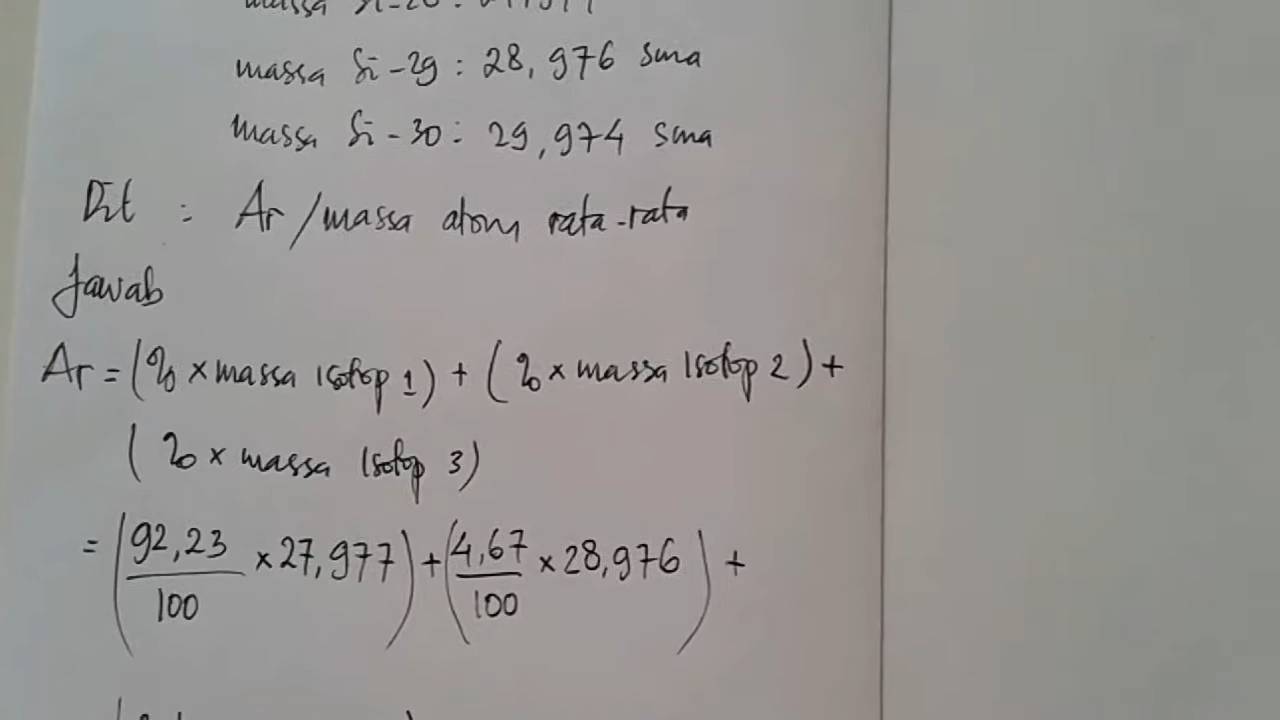 massa Si-29 : 28,976 sma
massa Si-30 : 29,974 sma
Dit : Ar/massa atom rata-rata
Jawab
Ar = (% x massa isotop 1) + (% x massa isotop 2) +
(% x massa isotop 3)
= (92,23/100 x 27,977) + (4,67/100 x 28,976) +